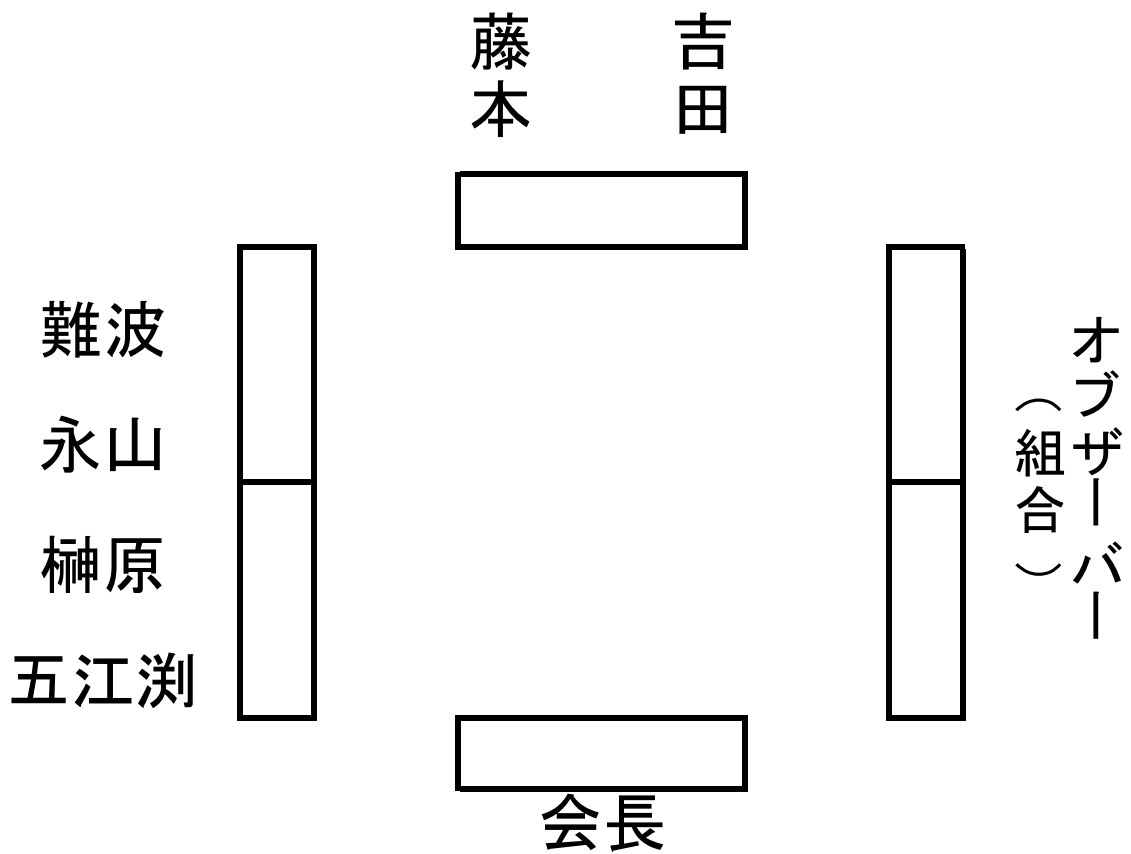 藤本
吉田
難波
永山
榊原
五江渕
オブザーバー
（組合）
会長